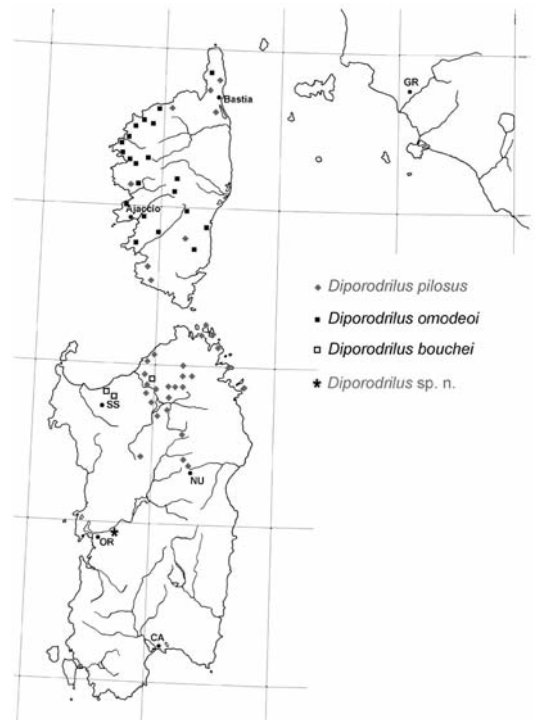 GR
Bastia
Ajaccio
Diporodrilus pilosus
Diporodrilus omodeoi
Diporodrilus bouchei
Diporodrilus sp. n.
SS
NU
OR
CA